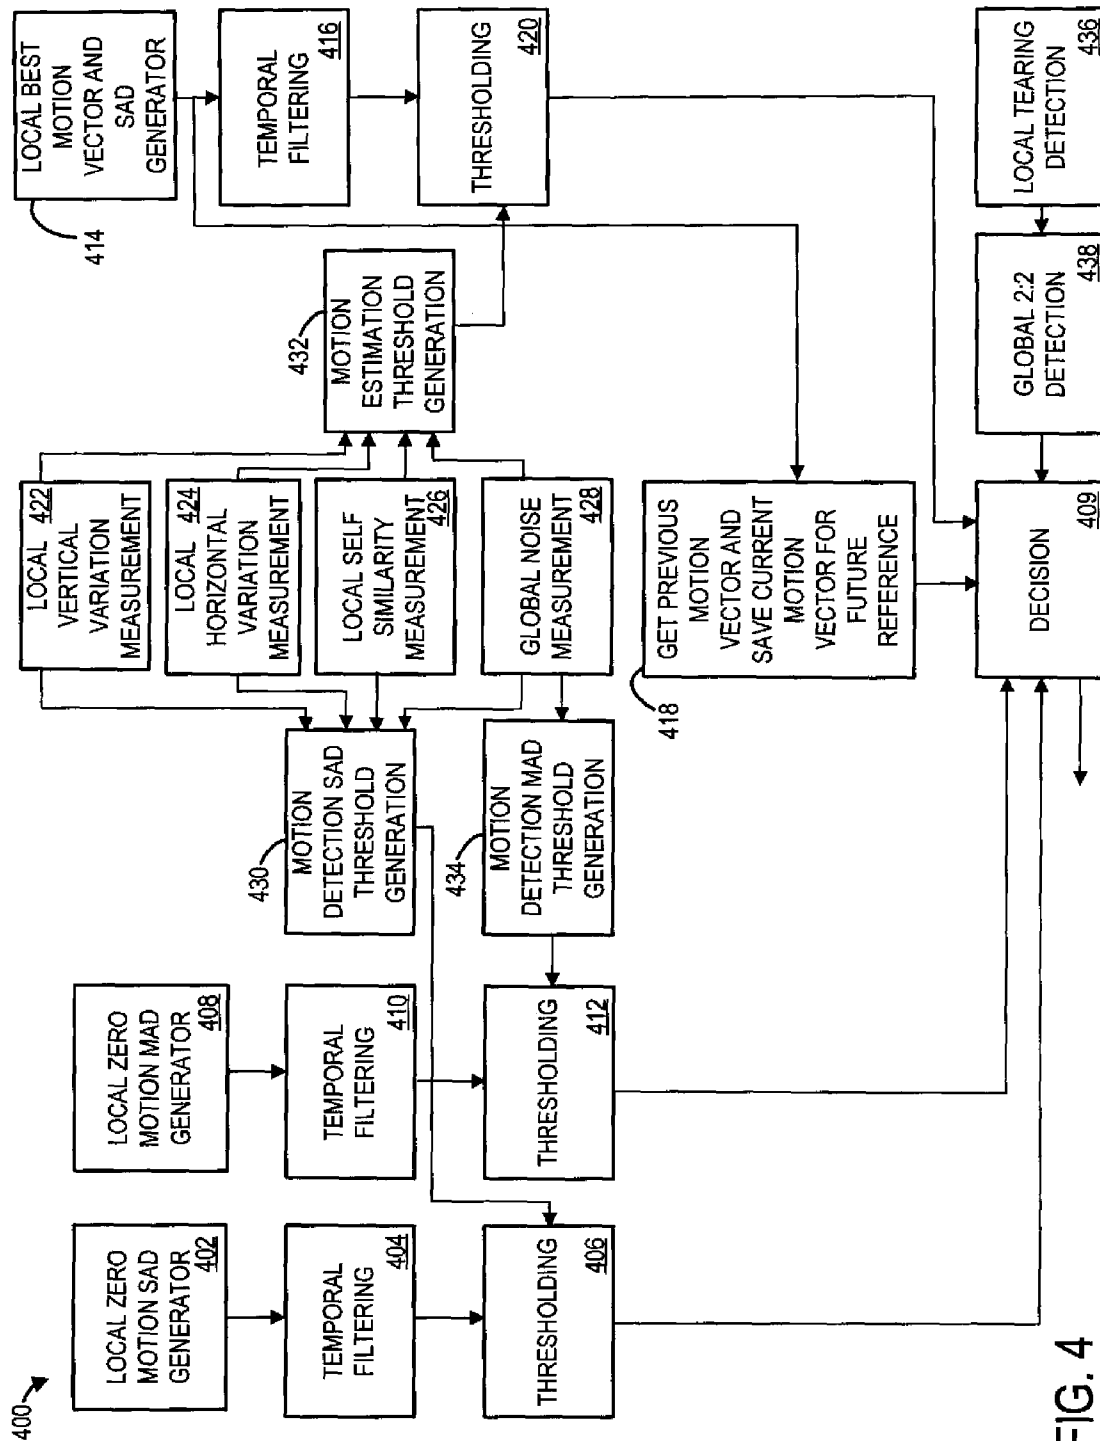 400
LOCAL ZERO
MOTION SAD
GENERATOR 402
TEMPORAL
FILTERING 404
THRESHOLDING
406
LOCAL ZERO
MOTION MAD
GENERATOR 408
TEMPORAL
FILTERING 410
THRESHOLDING
412
430
MOTION
DETECTION SAD
THRESHOLD
GENERATION
434
MOTION
DETECTION MAD
THRESHOLD
GENERATION
LOCAL 422
VERTICAL
VARIATION
MEASUREMENT
LOCAL 424
HORIZONTAL
VARIATION
MEASUREMENT
LOCAL SELF
SIMILARITY
MEASUREMENT 426
GLOBAL NOISE
MEASUREMENT
428
432
MOTION
ESTIMATION
THRESHOLD
GENERATION
414
LOCAL BEST
MOTION
VECTOR AND
SAD
GENERATOR
TEMPORAL
FILTERING
416
THRESHOLDING
420
418
GET PREVIOUS
MOTION
VECTOR AND
SAVE CURRENT
MOTION
VECTOR FOR
FUTURE
REFERENCE
DECISION
409
GLOBAL 2:2
DETECTION
438
LOCAL TEARING
DETECTION
436
FIG. 4